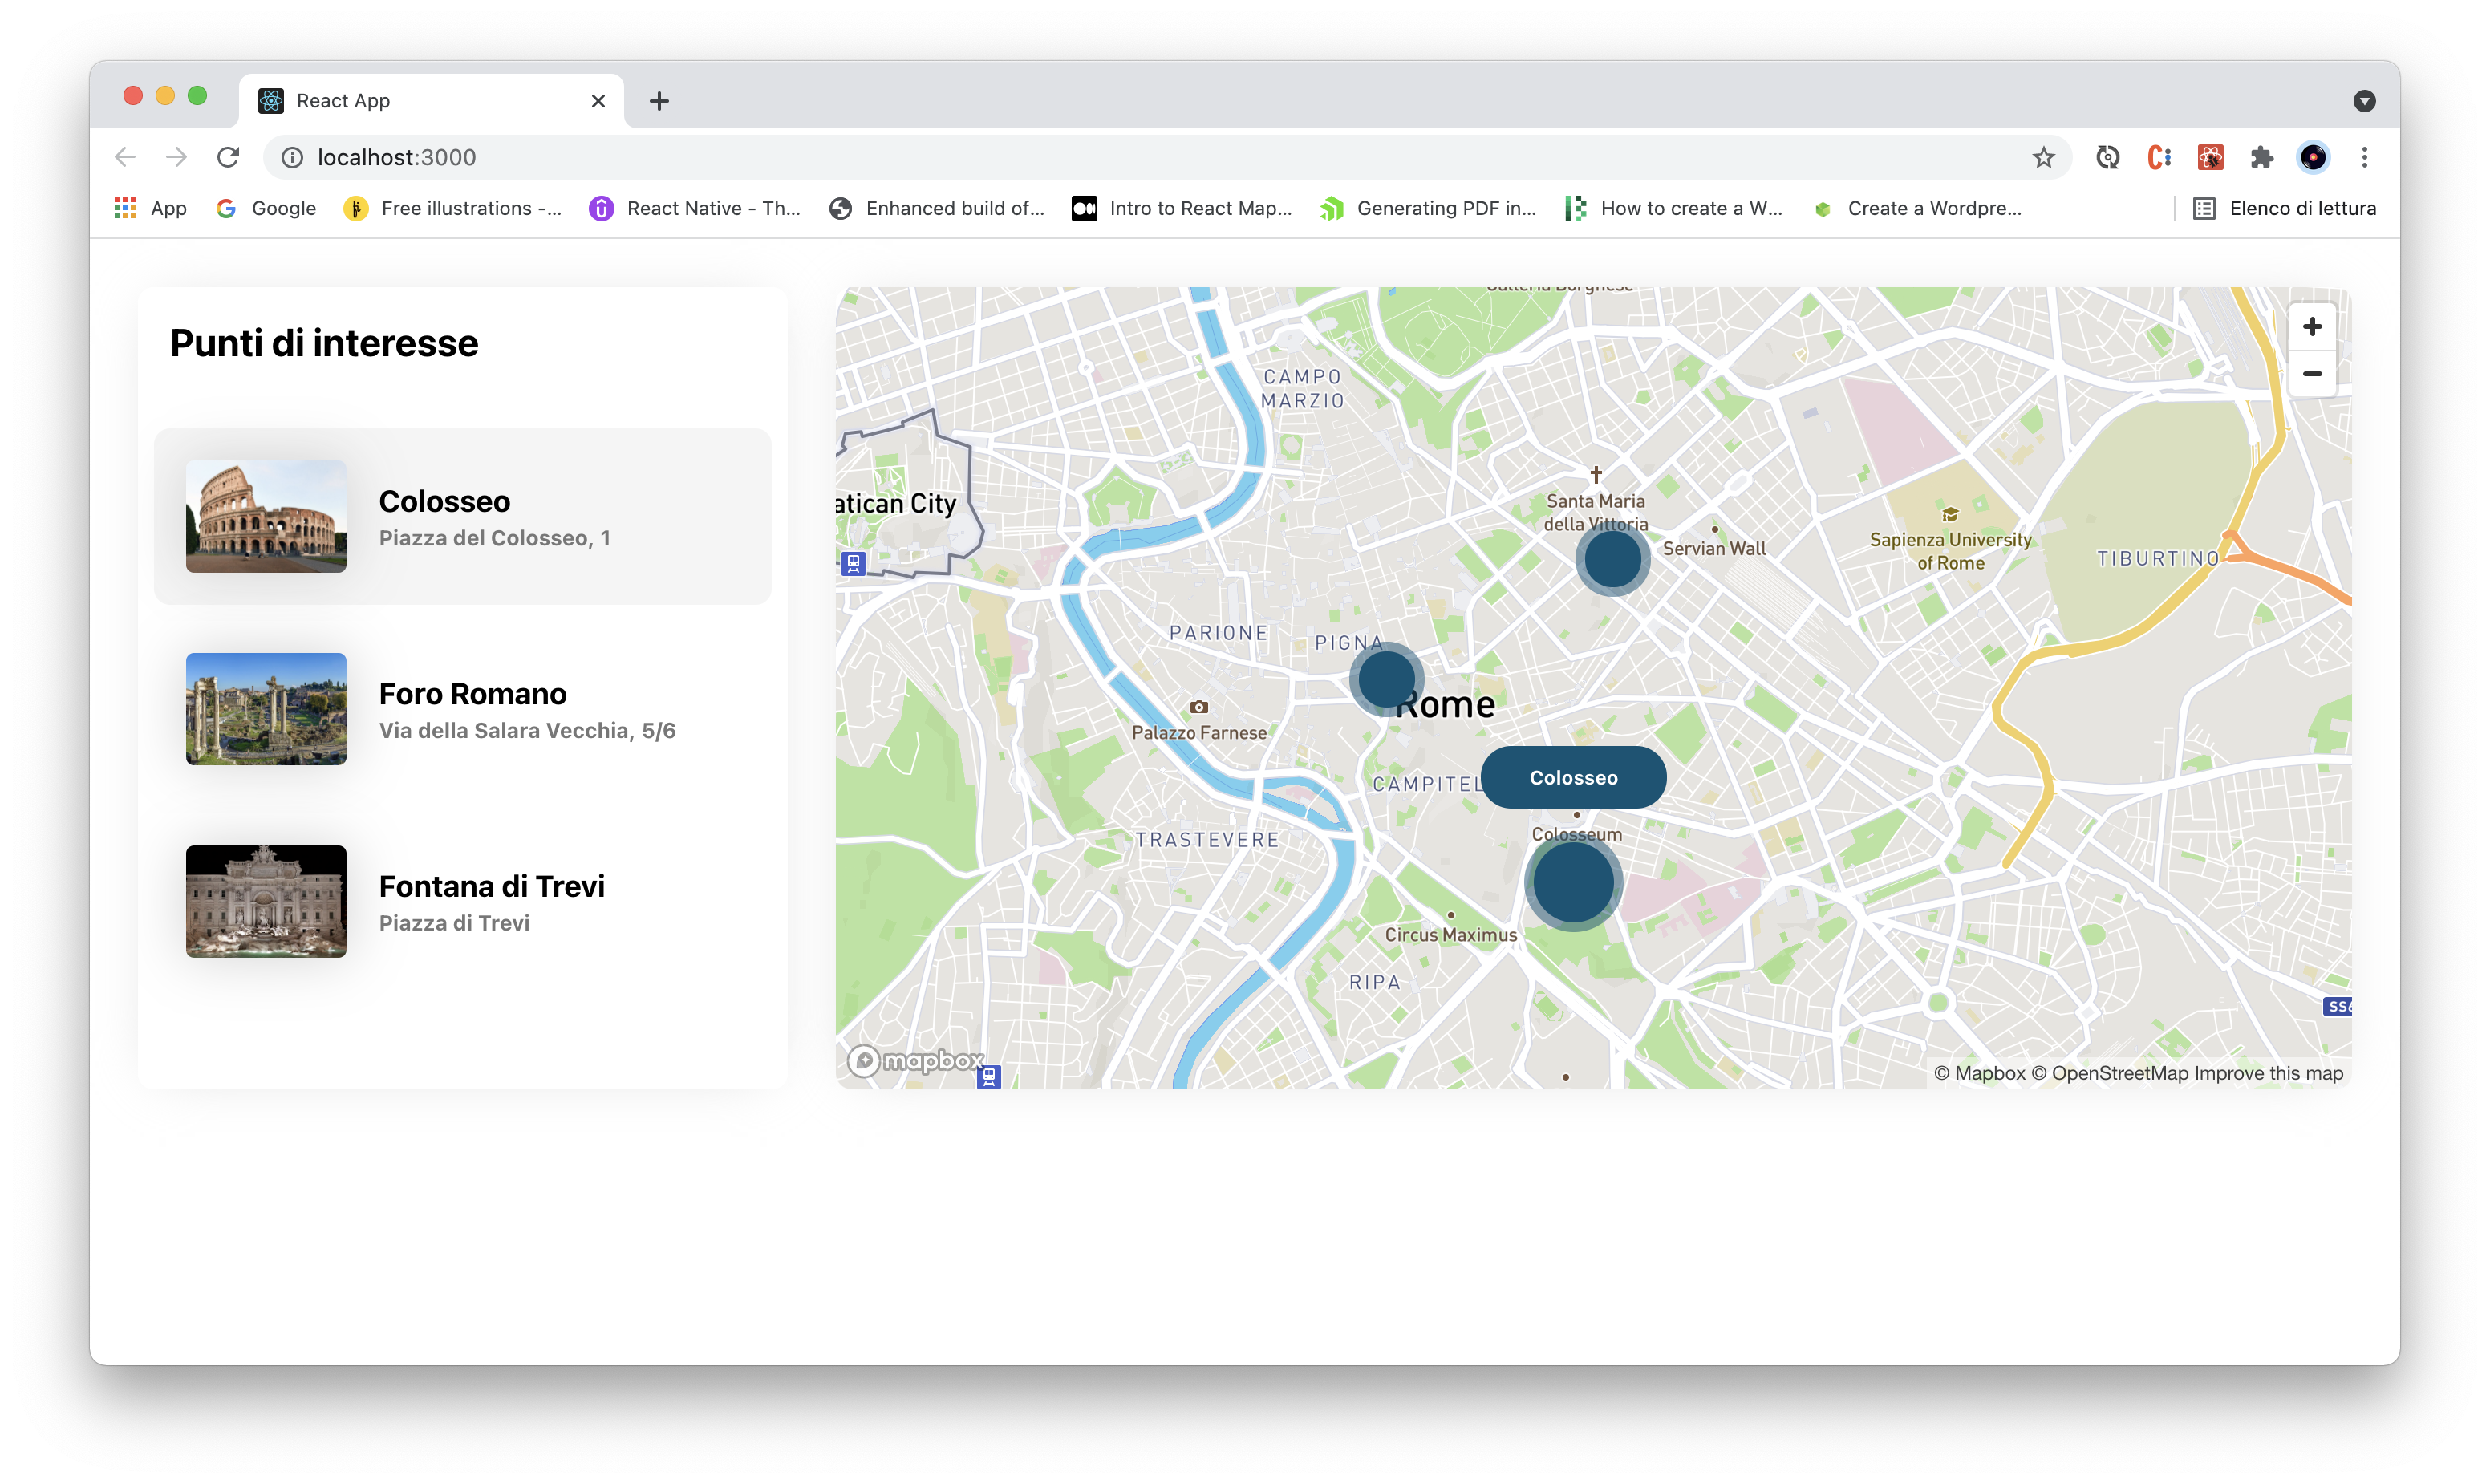 React App
localhost:3000
App
Google
Free illustrations -...
React Native - Th...
Enhanced build of...
Intro to React Map...
Generating PDF in...
How to create a W...
Create a Wordpre...
Elenco di lettura
Punti di interesse
Colosseo
Piazza del Colosseo, 1
Foro Romano
Via della Salara Vecchia, 5/6
Fontana di Trevi
Piazza di Trevi
Galleria Borghese
CAMPO
MARZIO
atican City
Santa Maria
della Vittoria
Servian Wall
Sapienza University
of Rome
TIBURTINO
PARIONE
PIGNA
Rome
Palazzo Farnese
CAMPITEL
Colosseo
Colosseum
TRASTEVERE
Circus Maximus
RIPA
SS6
mapbox
© Mapbox © OpenStreetMap Improve this map